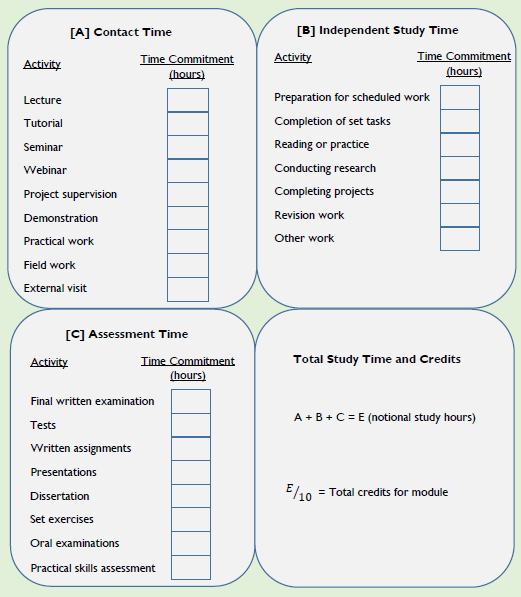 [A] Contact Time
Activity
Time Commitment
(hours)
Lecture
Tutorial
Seminar
Webinar
Project supervision
Demonstration
Practical work
Field work
External visit
[B] Independent Study Time
Activity
Time Commitment
(hours)
Preparation for scheduled work
Completion of set tasks
Reading or practice
Conducting research
Completing projects
Revision work
Other work
[C] Assessment Time
Activity
Time Commitment
(hours)
Final written examination
Tests
Written assignments
Presentations
Dissertation
Set exercises
Oral examinations
Practical skills assessment
Total Study Time and Credits
A + B + C = E (notional study hours)
E/10 = Total credits for module